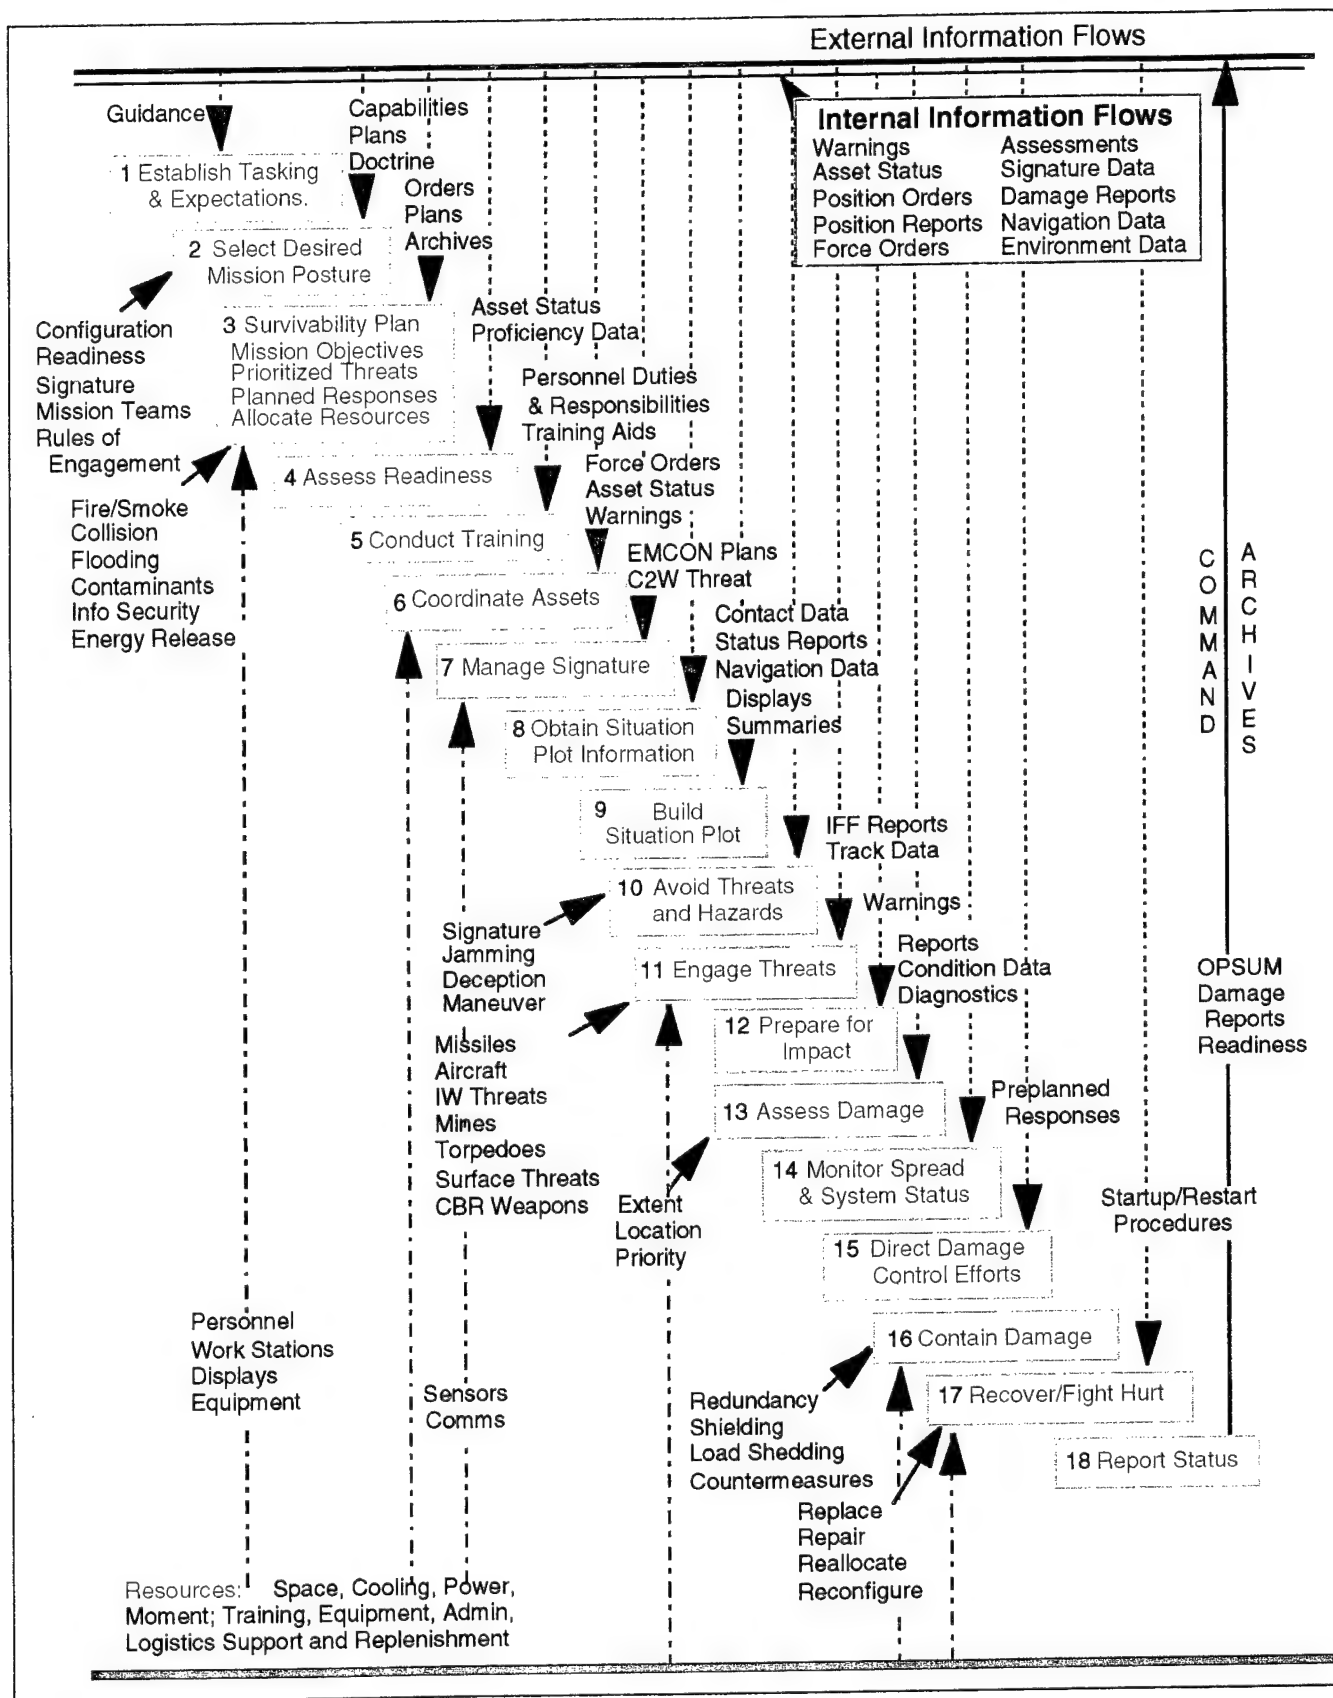 External Information Flows
Guidance
Capabilities
Plans
Doctrine
Orders
Plans
Archives
Internal Information Flows
Warnings Assessments
Asset Status Signature Data
Position Orders Damage Reports
Position Reports Navigation Data
Force Orders Environment Data
1 Establish Tasking
& Expectations.
2 Select Desired
Mission Posture
Configuration
Readiness
Signature
Mission Teams
Rules of
Engagement
3 Survivability Plan
Mission Objectives
Prioritized Threats
Planned Responses
Allocate Resources
Asset Status
Proficiency Data
Personnel Duties
& Responsibilities
Training Aids
4 Assess Readiness
Fire/Smoke
Collision
Flooding
Contaminants
Info Security
Energy Release
Force Orders
Asset Status
Warnings
5 Conduct Training
EMCON Plans
C2W Threat
6 Coordinate Assets
Contact Data
Status Reports
Navigation Data
Displays
Summaries
7 Manage Signature
8 Obtain Situation
Plot Information
COMMAND
ARCHIVES
9 Build
Situation Plot
IFF Reports
Track Data
10 Avoid Threats
and Hazards
Warnings
Signature
Jamming
Deception
Maneuver
11 Engage Threats
Reports
Condition Data
Diagnostics
OPSUM
Damage
Reports
Readiness
12 Prepare for
Impact
Missiles
Aircraft
IW Threats
Mines
Torpedoes
Surface Threats
CBR Weapons
13 Assess Damage
Preplanned
Responses
14 Monitor Spread
& System Status
Extent
Location
Priority
Startup/Restart
Procedures
15 Direct Damage
Control Efforts
Personnel
Work Stations
Displays
Equipment
16 Contain Damage
Sensors
Comms
17 Recover/Fight Hurt
Redundancy
Shielding
Load Shedding
Countermeasures
18 Report Status
Replace
Repair
Reallocate
Reconfigure
Resources: Space, Cooling, Power,
Moment; Training, Equipment, Admin,
Logistics Support and Replenishment